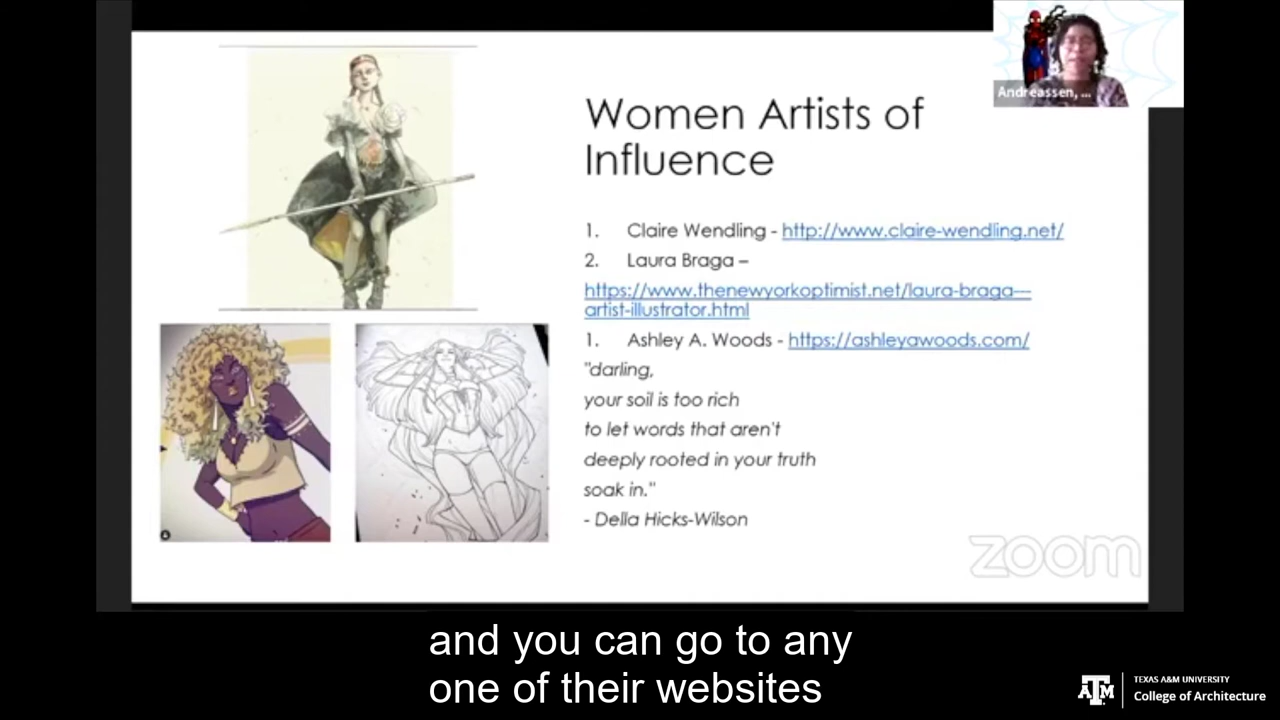 Andreassen, ...
Women Artists of
Influence
1. Claire Wendling - http://www.claire-wendling.net/
2. Laura Braga –
https://www.thenewyorkoptimist.net/laura-braga---
artist-illustrator.html
1. Ashley A. Woods - https://ashleyawoods.com/
"darling,
your soil is too rich
to let words that aren't
deeply rooted in your truth
soak in."
- Della Hicks-Wilson
zoom
and you can go to any
one of their websites
ATM
TEXAS A&M UNIVERSITY
College of Architecture